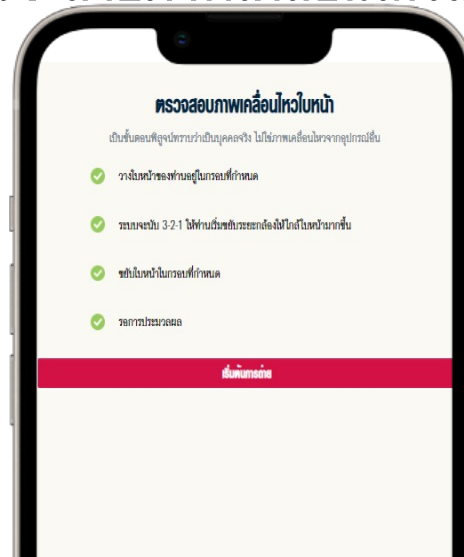 ตรวจสอบภาพเคลื่อนไหวใบหน้า
เป็นขั้นตอนพิสูจน์ทราบว่าเป็นบุคคลจริง ไม่ใช่ภาพเคลื่อนไหวจากอุปกรณ์อื่น
วางใบหน้าของท่านอยู่ในกรอบที่กำหนด
ระบบจะนับ 3-2-1 ให้ท่านเริ่มขยับระยะกล้องให้ใกล้ใบหน้ามากขึ้น
ขยับใบหน้าในกรอบที่กำหนด
รอการประมวลผล
เริ่มต้นการถ่าย